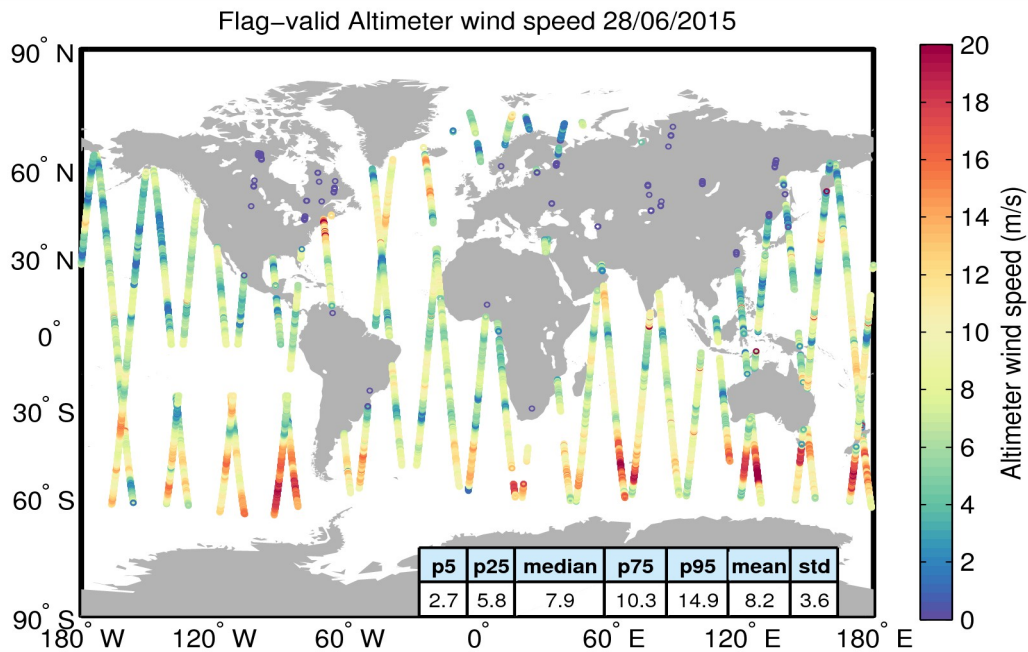 Flag−valid Altimeter wind speed 28/06/2015
90° N
60° N
30° N
0°
30° S
60° S
90° S
180° W
120° W
60° W
0°
60° E
120° E
180° E
p5 p25 median p75 p95 mean std
2.7 5.8 7.9 10.3 14.9 8.2 3.6
20
18
16
14
12
10
8
6
4
2
0
Altimeter wind speed (m/s)